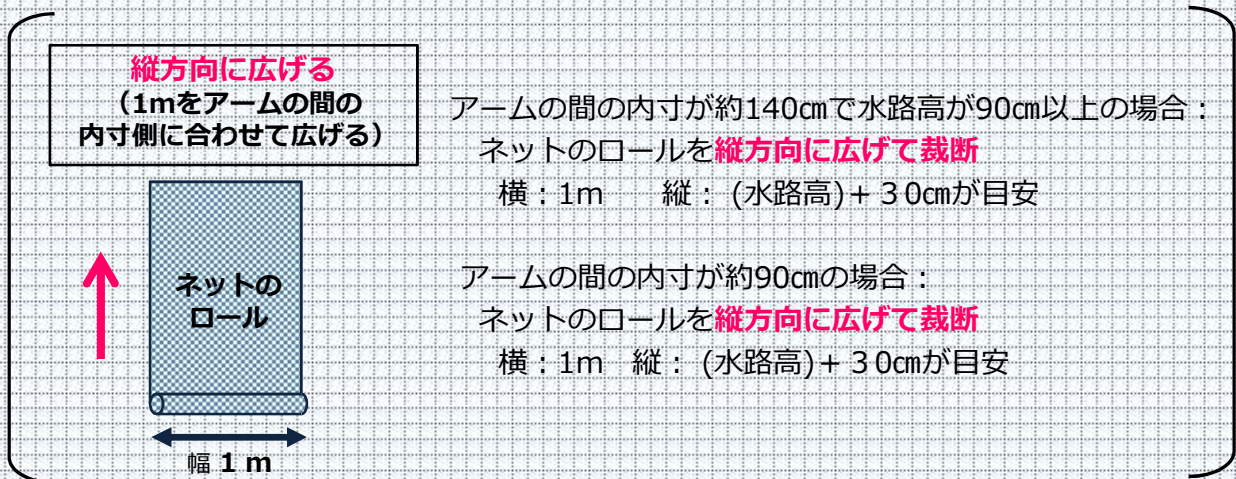 縦方向に広げる
（1mをアームの間の
内寸側に合わせて広げる）
ネットの
ロール
幅 1 m
アームの間の内寸が約140㎝で水路高が90㎝以上の場合：
ネットのロールを縦方向に広げて裁断
横：1m　　縦： (水路高)+３0㎝が目安
アームの間の内寸が約90㎝の場合：
ネットのロールを縦方向に広げて裁断
横：1m　縦： (水路高)+３0㎝が目安